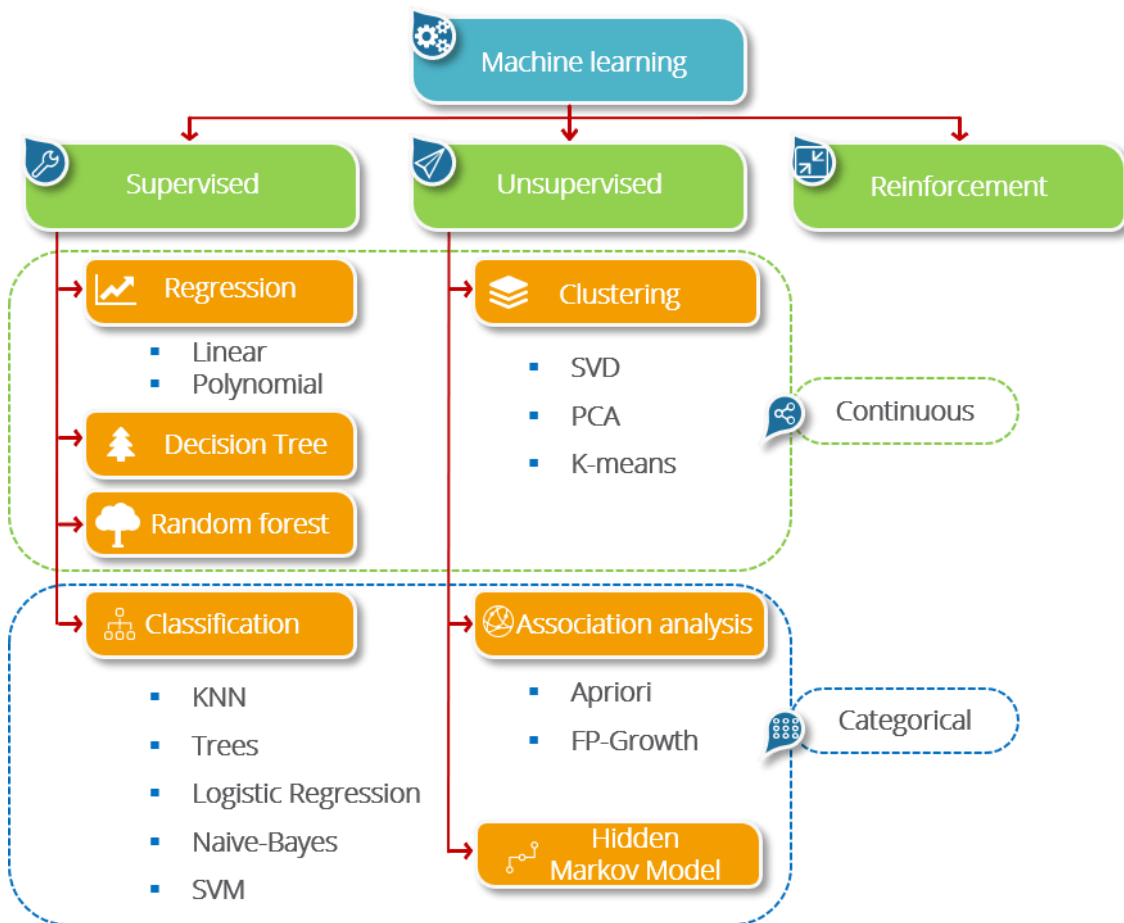 Machine learning
Supervised
Unsupervised
Reinforcement
Regression
Linear
Polynomial
Decision Tree
Random forest
Clustering
SVD
PCA
K-means
Continuous
Classification
KNN
Trees
Logistic Regression
Naive-Bayes
SVM
Association analysis
Apriori
FP-Growth
Hidden
Markov Model
Categorical